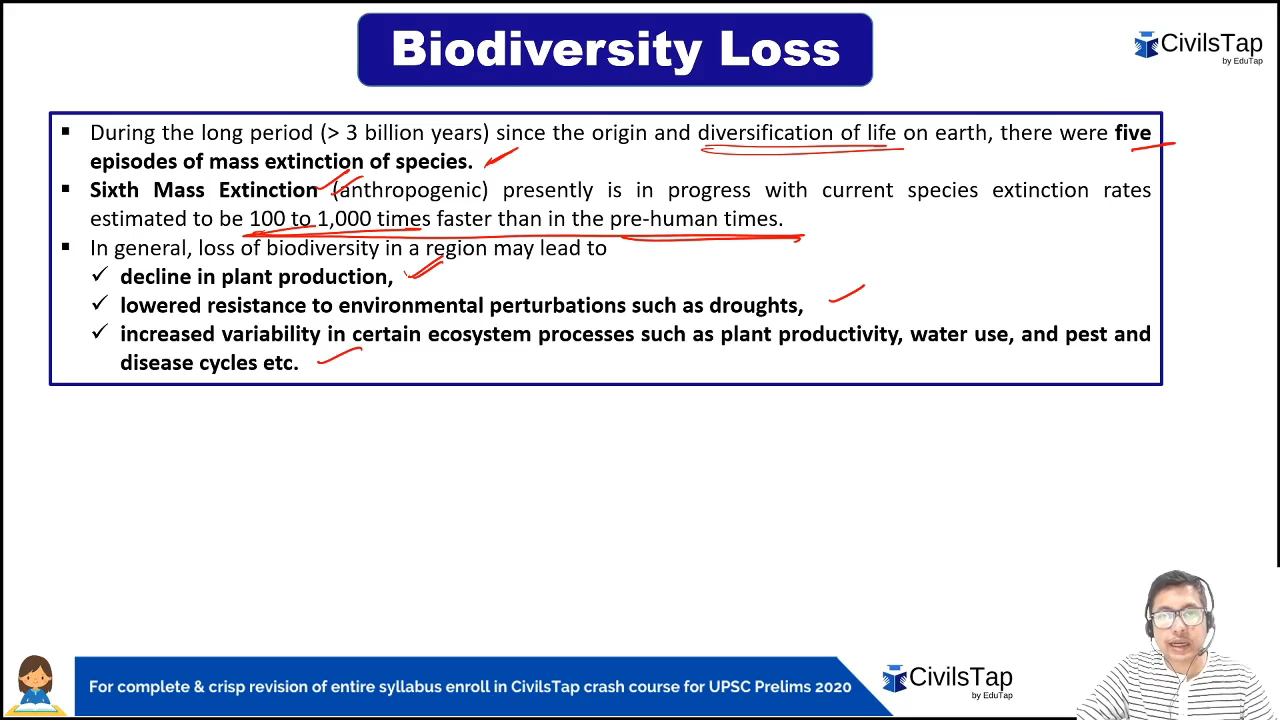 Biodiversity Loss
CivilsTap
by EduTap
▪ During the long period (> 3 billion years) since the origin and diversification of life on earth, there were five
episodes of mass extinction of species.
▪ Sixth Mass Extinction (anthropogenic) presently is in progress with current species extinction rates
estimated to be 100 to 1,000 times faster than in the pre-human times.
▪ In general, loss of biodiversity in a region may lead to
✓ decline in plant production,
✓ lowered resistance to environmental perturbations such as droughts,
✓ increased variability in certain ecosystem processes such as plant productivity, water use, and pest and
disease cycles etc.
For complete & crisp revision of entire syllabus enroll in CivilsTap crash course for UPSC Prelims 2020
CivilsTap
by EduTap